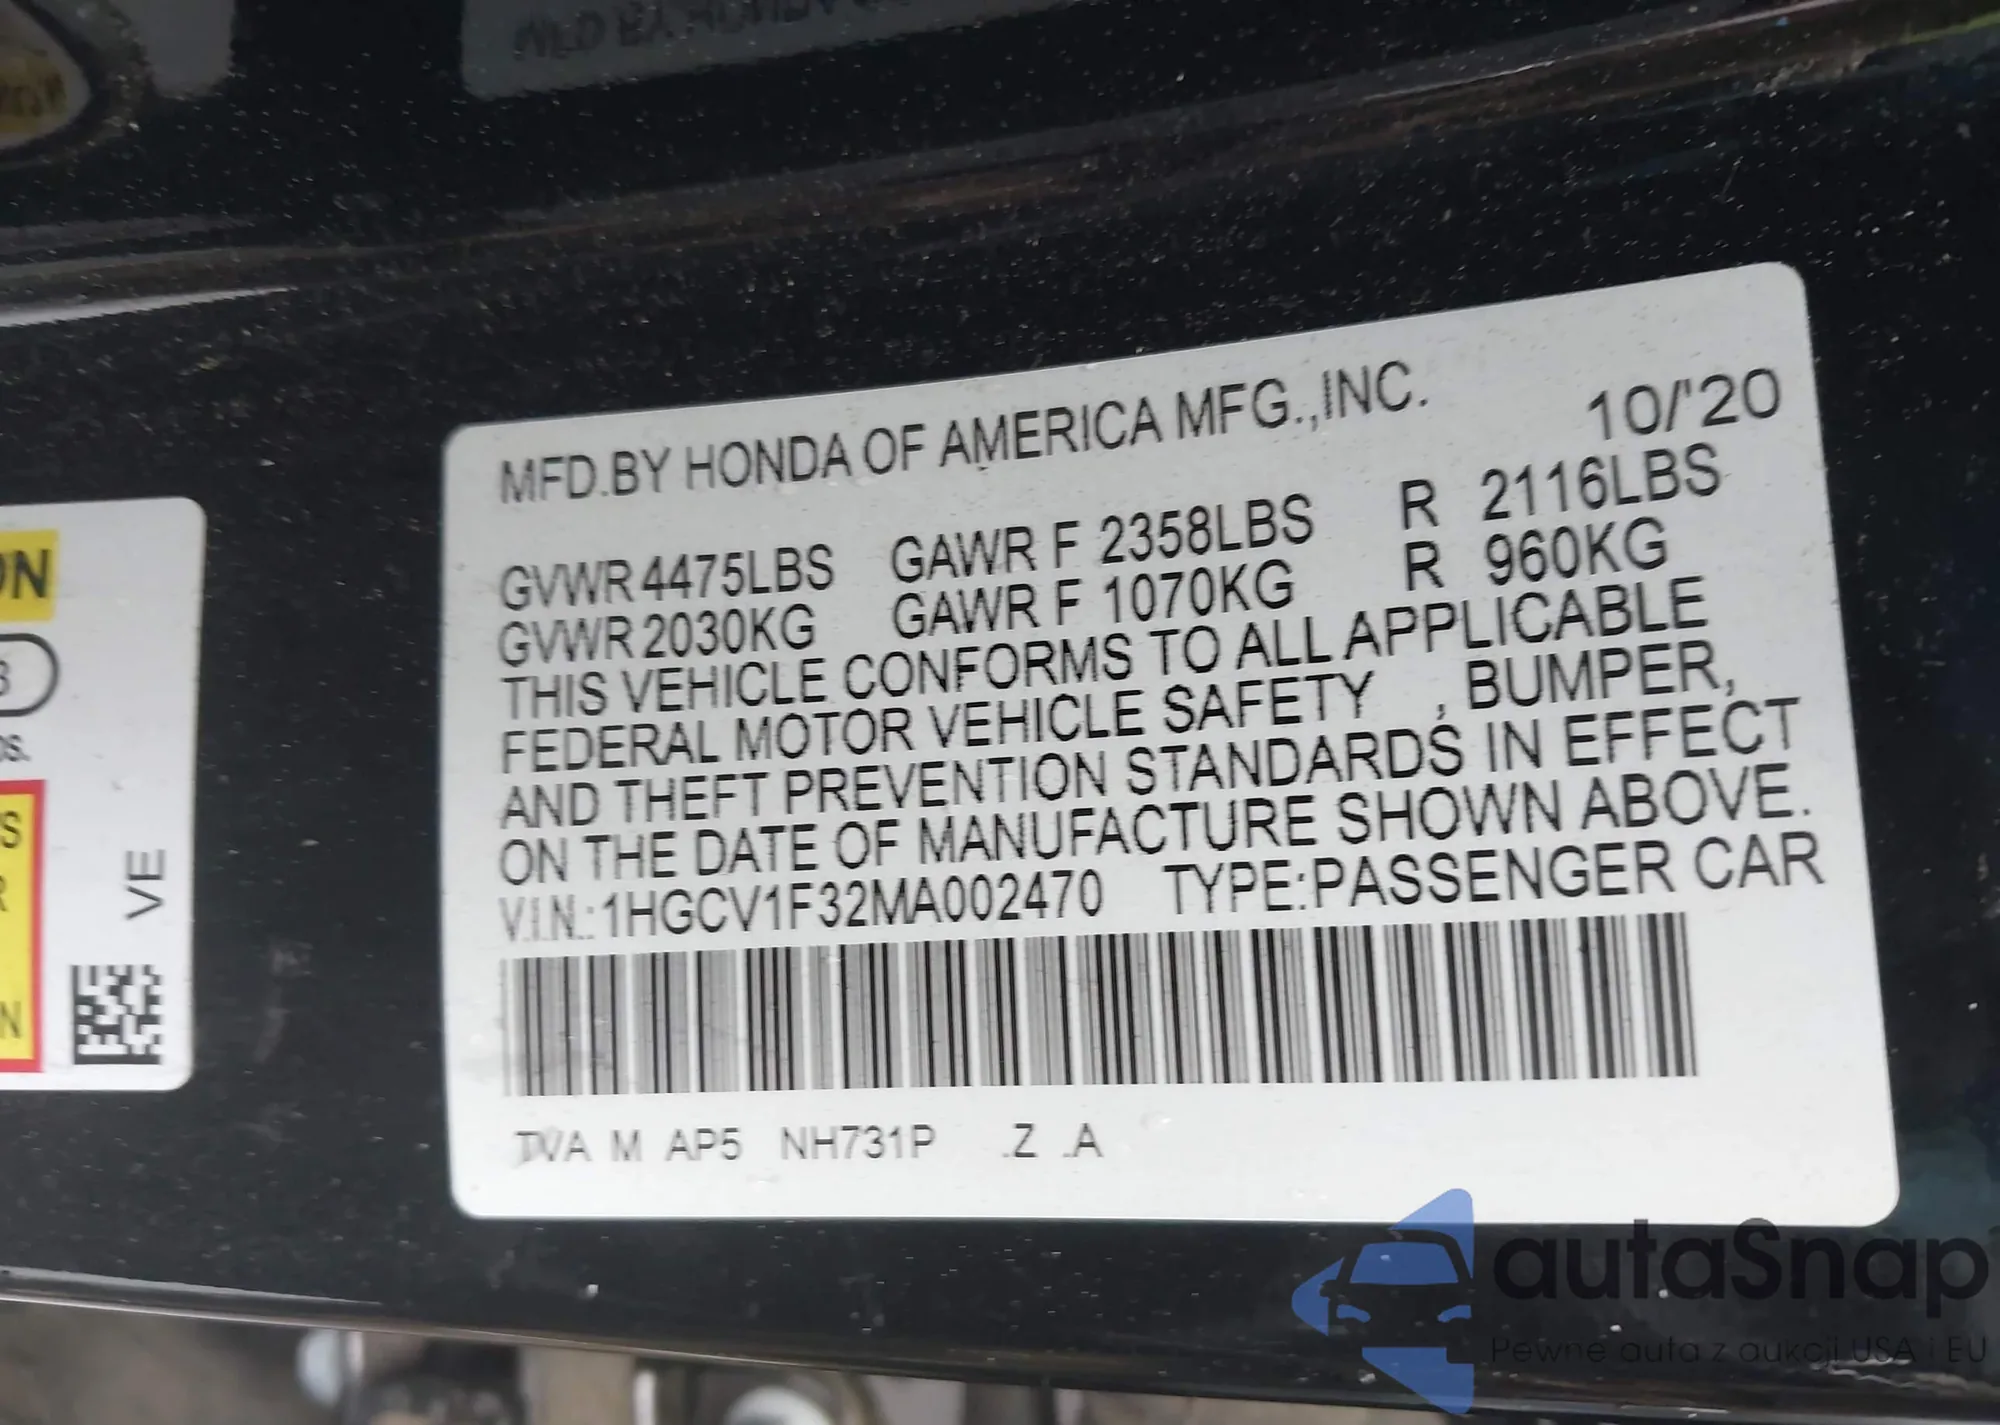 MFD.BY HONDA OF AMERICA MFG.,INC. 10/'20
GVWR 4475LBS GAWR F 2358LBS R 2116LBS
GVWR 2030KG GAWR F 1070KG R 960KG
THIS VEHICLE CONFORMS TO ALL APPLICABLE
FEDERAL MOTOR VEHICLE SAFETY , BUMPER,
AND THEFT PREVENTION STANDARDS IN EFFECT
ON THE DATE OF MANUFACTURE SHOWN ABOVE.
V.I.N.:1HGCV1F32MA002470 TYPE:PASSENGER CAR
TVA M AP5 NH731P .Z .A
VE
autaSnap
Pewne auta z aukcji USA i EU